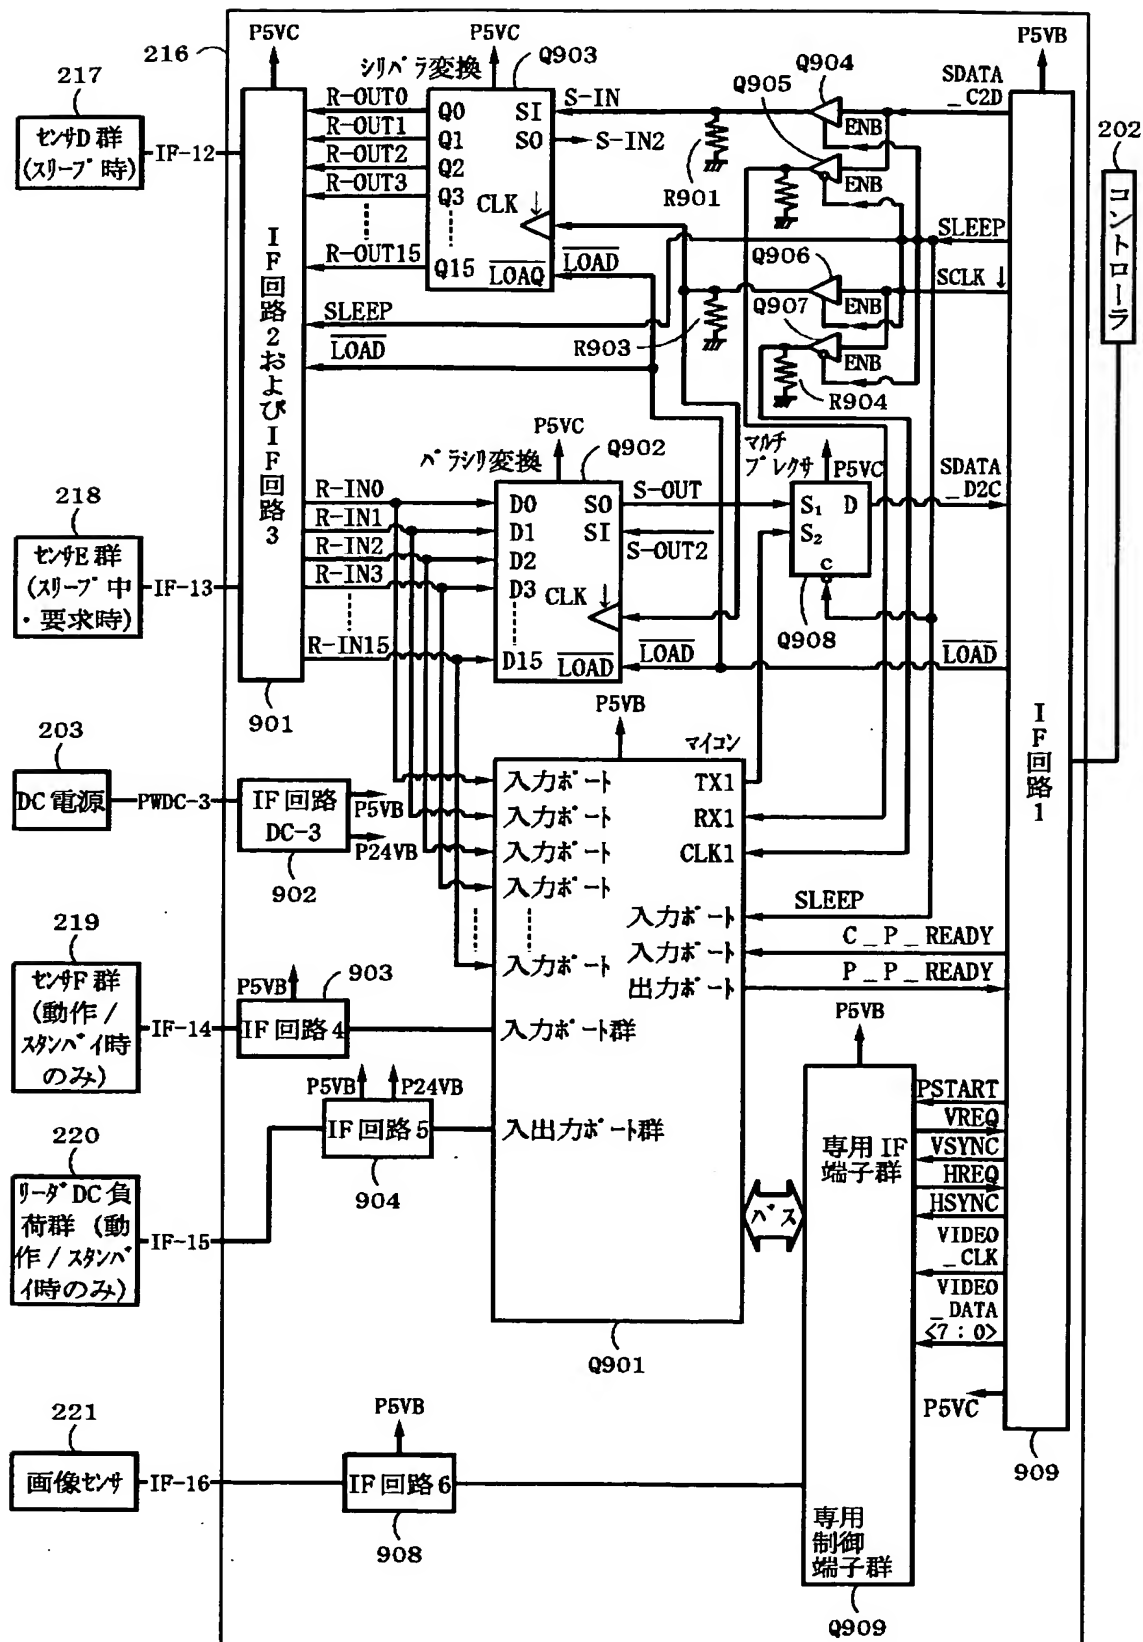 216
P5VC
P5VC
Q903
Q904
Q905
P5VB
シリパラ変換
217
センサD 群
(スリープ 時)
IF-12
R-OUT0
R-OUT1
R-OUT2
R-OUT3
R-OUT15
SLEEP
LOAD
Q0
Q1
Q2
Q3
Q15
SI
SO
CLK ↓
LOAQ
S-IN
S-IN2
LOAD
R901
ENB
ENB
SDATA
_C2D
SLEEP
SCLK ↓
Q906
Q907
ENB
ENB
R903
R904
202
コントローラ
IF回路2およびIF回路3
901
218
センサE 群
(スリープ 中
・要求時)
IF-13
P5VC
Q902
パラシリ変換
R-IN0
R-IN1
R-IN2
R-IN3
R-IN15
D0
D1
D2
D3
D15
SO
SI
CLK ↓
LOAD
S-OUT
S-OUT2
LOAD
マルチ
プレクサ
P5VC
S1
S2
D
C
Q908
SDATA
_D2C
LOAD
IF回路1
909
203
DC 電源
PWDC-3
IF 回路
DC-3
P5VB
P24VB
902
P5VB
マイコン
入力ポート
入力ポート
入力ポート
入力ポート
入力ポート
入力ポート群
入出力ポート群
TX1
RX1
CLK1
入力ポート
入力ポート
出力ポート
SLEEP
C_P_READY
P_P_READY
Q901
219
センサF 群
(動作 /
スタンバイ時
のみ)
IF-14
P5VB
903
IF 回路 4
P5VB
P24VB
IF 回路 5
904
220
リーダDC 負
荷群 (動
作 / スタンバ
イ時のみ)
IF-15
バス
P5VB
専用 IF
端子群
専用
制御
端子群
Q909
PSTART
VREQ
VSYNC
HREQ
HSYNC
VIDEO
_CLK
VIDEO
_DATA
<7 : 0>
P5VC
221
画像センサ
IF-16
P5VB
IF 回路 6
908